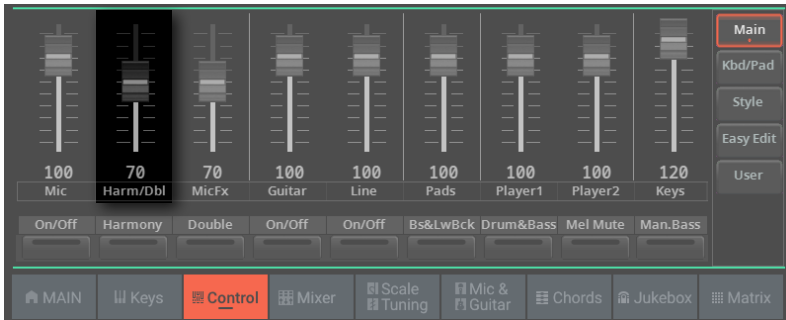 100 70 70 100 100 100 100 100 120
Mic Harm/Dbl MicFx Guitar Line Pads Player1 Player2 Keys
On/Off Harmony Double On/Off On/Off Bs&LwBck Drum&Bass Mel Mute Man.Bass
Main
Kbd/Pad
Style
Easy Edit
User
MAIN Keys Control Mixer Scale Tuning Mic & Guitar Chords Jukebox Matrix